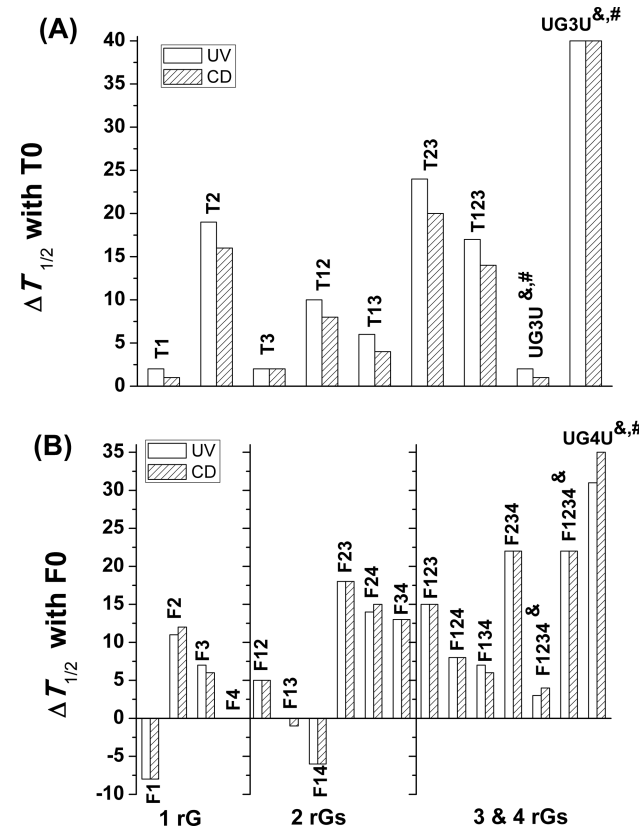 (A)
UG3U&,#
40
UV
CD
35
30
25
T23
T2
20
T123
15
T12
10
T13
UG3U &,#
5
T1
T3
0
ΔT1/2 with T0
(B)
UG4U&,#
35
UV
CD
30
25
F234
F1234 &
20
F23
15
F2
F24
F34
F123
10
F3
F124
F134
5
F12
F1234 &
F4
F13
0
-5
F1
F14
-10
ΔT1/2 with F0
1 rG
2 rGs
3 & 4 rGs